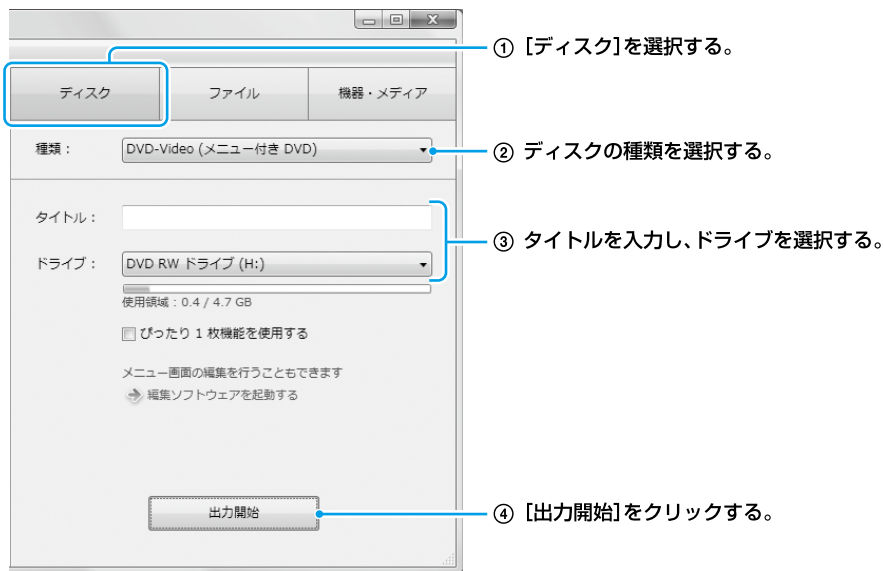 ① ［ディスク］を選択する。
ディスク ファイル 機器・メディア
種類： DVD-Video (メニュー付き DVD)
② ディスクの種類を選択する。
タイトル：
③ タイトルを入力し、ドライブを選択する。
ドライブ： DVD RW ドライブ (H:)
使用領域：0.4 / 4.7 GB
ぴったり 1 枚機能を使用する
メニュー画面の編集を行うこともできます
編集ソフトウェアを起動する
出力開始
④ ［出力開始］をクリックする。